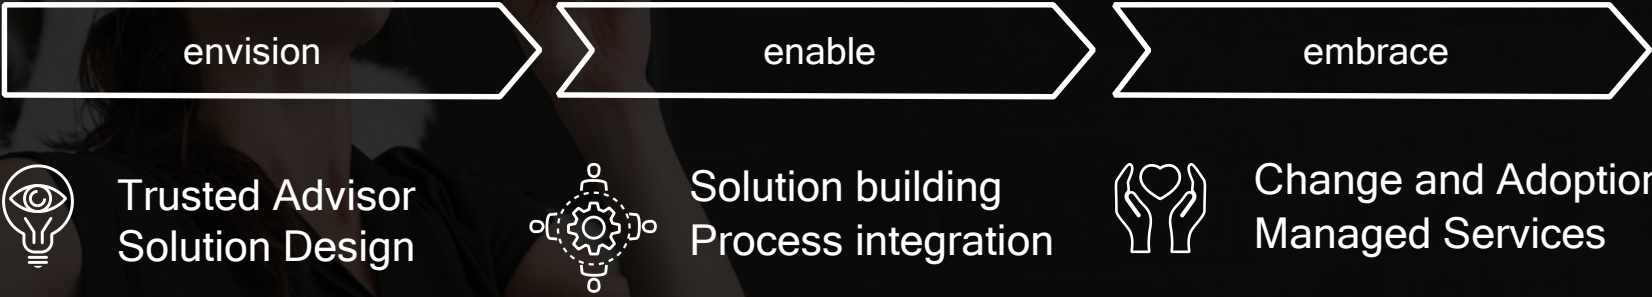 envision
enable
embrace
Trusted Advisor
Solution Design
Solution building
Process integration
Change and Adoption
Managed Services